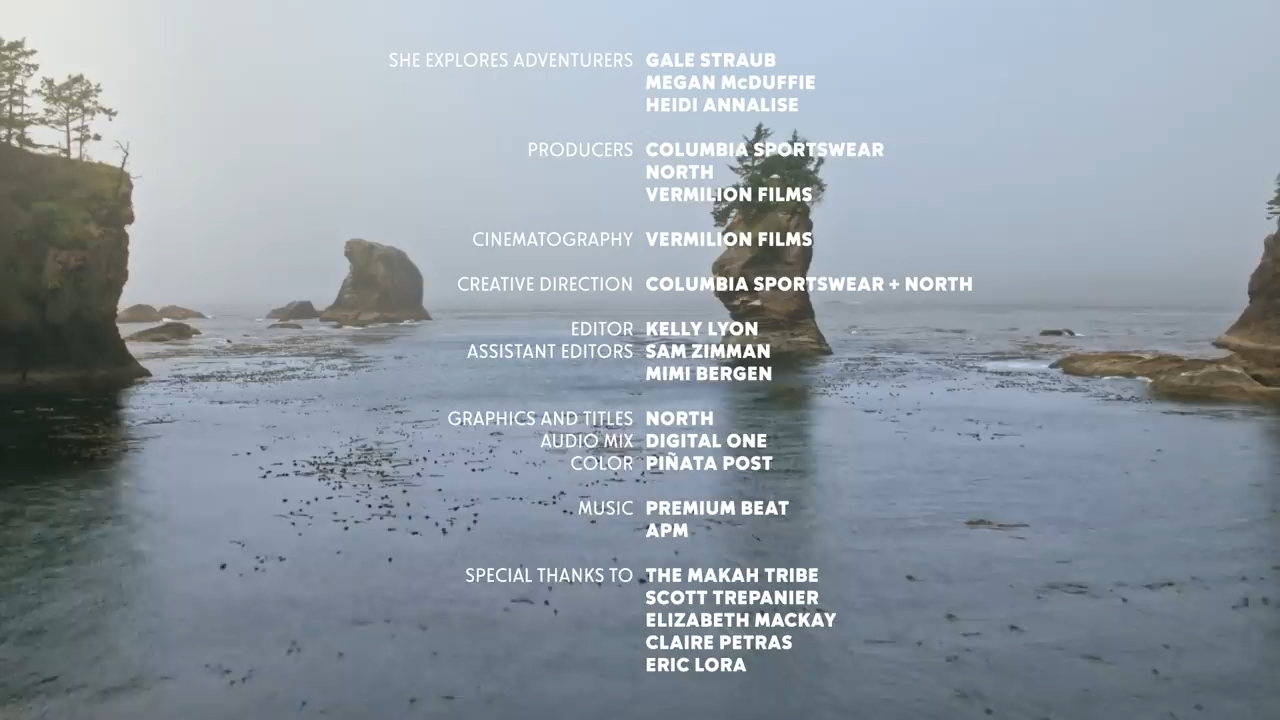 SHE EXPLORES ADVENTURERS GALE STRAUB
MEGAN McDUFFIE
HEIDI ANNALISE
PRODUCERS COLUMBIA SPORTSWEAR
NORTH
VERMILION FILMS
CINEMATOGRAPHY VERMILION FILMS
CREATIVE DIRECTION COLUMBIA SPORTSWEAR + NORTH
EDITOR KELLY LYON
ASSISTANT EDITORS SAM ZIMMAN
MIMI BERGEN
GRAPHICS AND TITLES NORTH
AUDIO MIX DIGITAL ONE
COLOR PIÑATA POST
MUSIC PREMIUM BEAT
APM
SPECIAL THANKS TO THE MAKAH TRIBE
SCOTT TREPANIER
ELIZABETH MACKAY
CLAIRE PETRAS
ERIC LORA